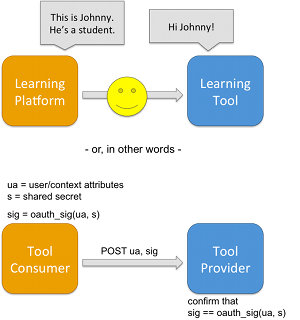 This is Johnny.
He's a student.
Hi Johnny!
Learning
Platform
Learning
Tool
- or, in other words -
ua = user/context attributes
s = shared secret
sig = oauth_sig(ua, s)
Tool
Consumer
POST ua, sig
Tool
Provider
confirm that
sig == oauth_sig(ua, s)